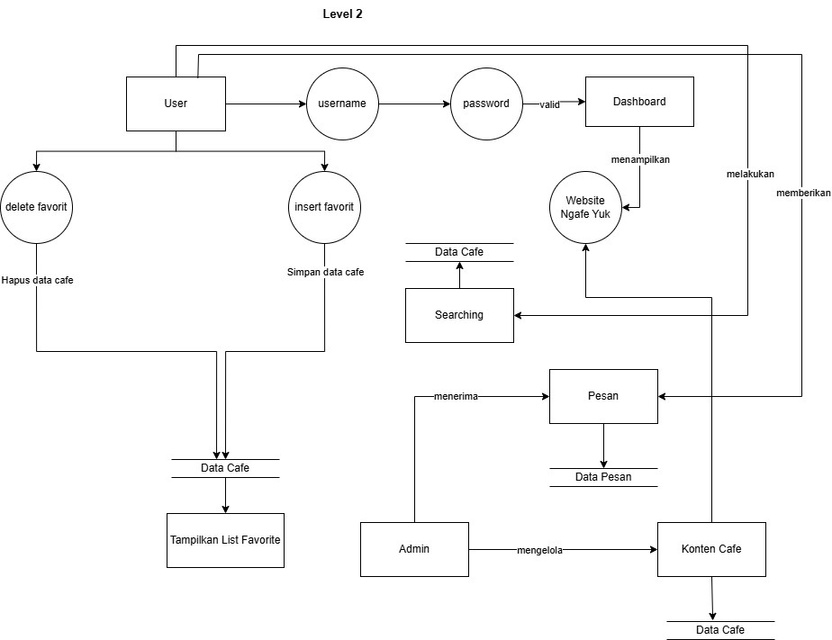 Level 2
User
username
password
valid
Dashboard
menampilkan
melakukan
memberikan
delete favorit
insert favorit
Website
Ngafe Yuk
Data Cafe
Hapus data cafe
Simpan data cafe
Searching
menerima
Pesan
Data Cafe
Data Pesan
Tampilkan List Favorite
Admin
mengelola
Konten Cafe
Data Cafe